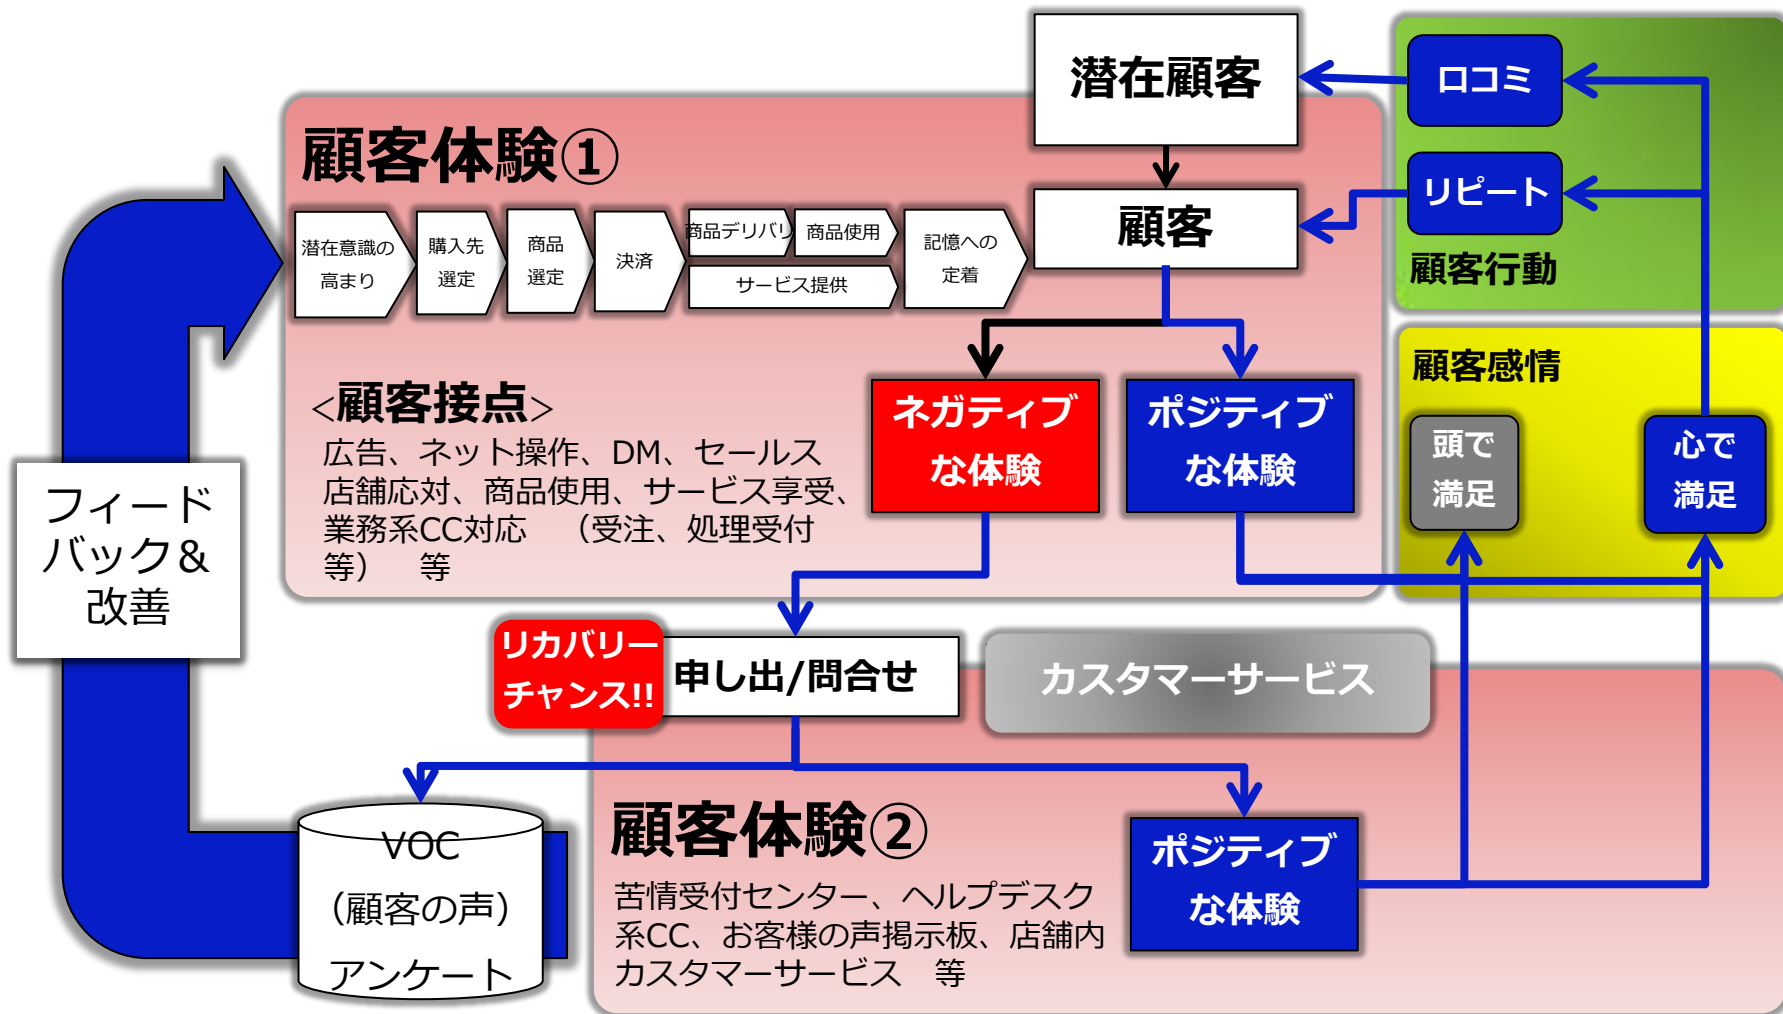 潜在顧客
口コミ
顧客体験①
リピート
顧客
顧客行動
潜在意識の
高まり
購入先
選定
商品
選定
決済
商品デリバリ
商品使用
サービス提供
記憶への
定着
顧客感情
<顧客接点>
広告、ネット操作、DM、セールス
店舗応対、商品使用、サービス享受、
業務系CC対応　（受注、処理受付
等）　等
ネガティブ
な体験
ポジティブ
な体験
頭で
満足
心で
満足
フィード
バック＆
改善
リカバリー
チャンス!!
申し出/問合せ
カスタマーサービス
顧客体験②
苦情受付センター、ヘルプデスク
系CC、お客様の声掲示板、店舗内
カスタマーサービス　等
ポジティブ
な体験
VOC
（顧客の声）
アンケート